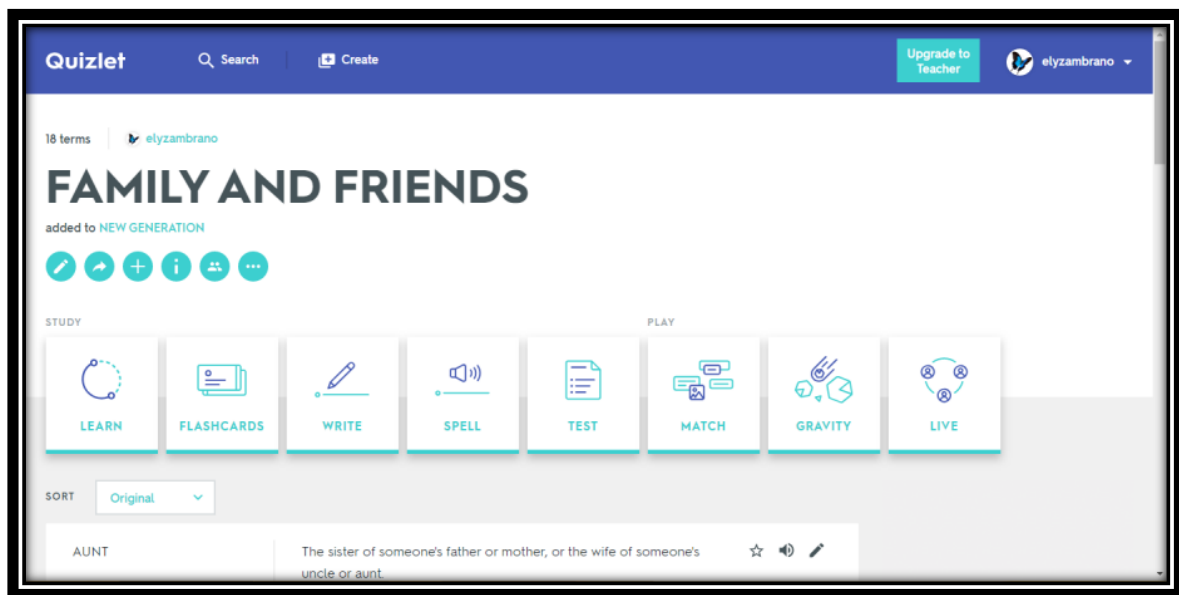 Quizlet
Search
Create
Upgrade to
Teacher
elyzambrano
18 terms
elyzambrano
FAMILY AND FRIENDS
added to NEW GENERATION
STUDY
PLAY
LEARN
FLASHCARDS
WRITE
SPELL
TEST
MATCH
GRAVITY
LIVE
SORT
Original
AUNT
The sister of someone's father or mother, or the wife of someone's
uncle or aunt.